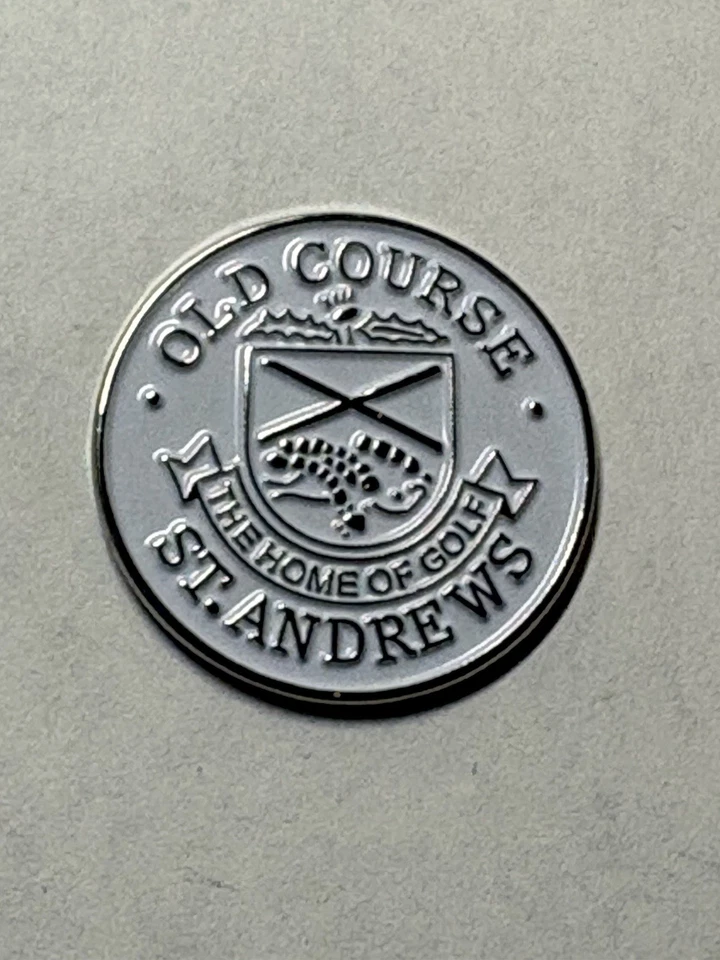 OLD COURSE
THE HOME OF GOLF
ST. ANDREWS